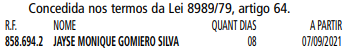 Concedida nos termos da Lei 8989/79, artigo 64.
R.F. NOME QUANT DIAS A PARTIR
858.694.2 JAYSE MONIQUE GOMIERO SILVA 08 07/09/2021